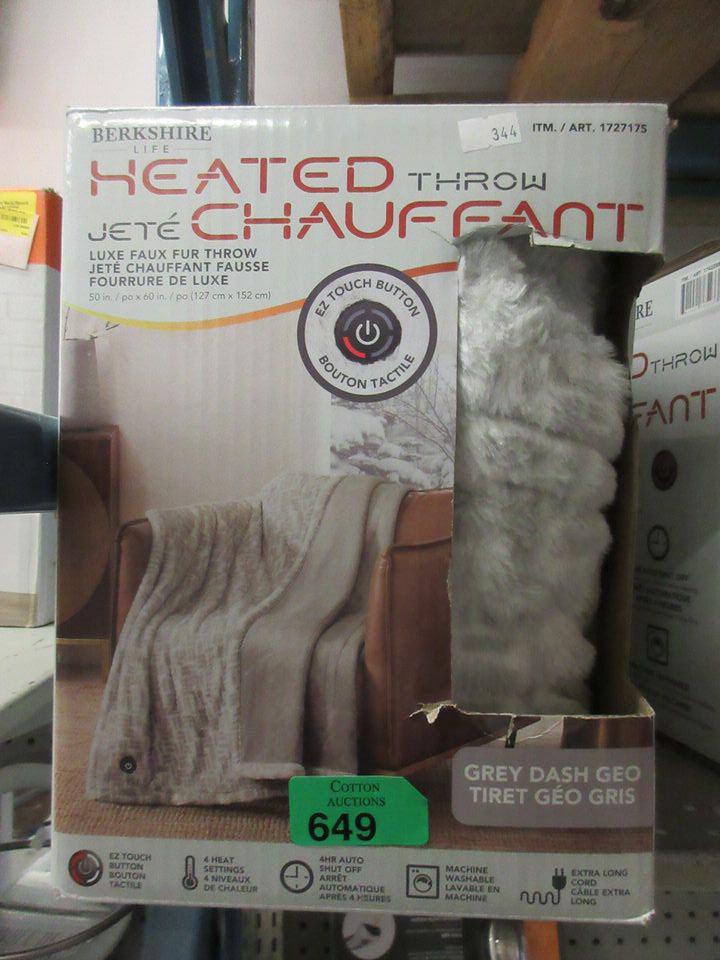 BERKSHIRE
LIFE
344
ITM. / ART. 1727175
HEATED THROW
JETÉ CHAUFFANT
LUXE FAUX FUR THROW
JETÉ CHAUFFANT FAUSSE
FOURRURE DE LUXE
50 in. / po x 60 in. / po (127 cm x 152 cm)
EZ TOUCH BUTTON
BOUTON TACTILE
GREY DASH GEO
TIRET GÉO GRIS
COTTON
AUCTIONS
649
EZ TOUCH
BUTTON
BOUTON
TACTILE
4 HEAT
SETTINGS
4 NIVEAUX
DE CHALEUR
4HR AUTO
SHUT OFF
ARRÊT
AUTOMATIQUE
APRÈS 4 HEURES
MACHINE
WASHABLE
LAVABLE EN
MACHINE
EXTRA LONG
CORD
CÂBLE EXTRA
LONG
RE
D THROW
FANT